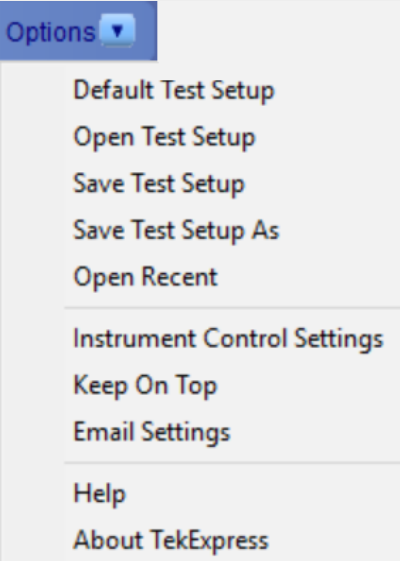 Options
Default Test Setup
Open Test Setup
Save Test Setup
Save Test Setup As
Open Recent
Instrument Control Settings
Keep On Top
Email Settings
Help
About TekExpress